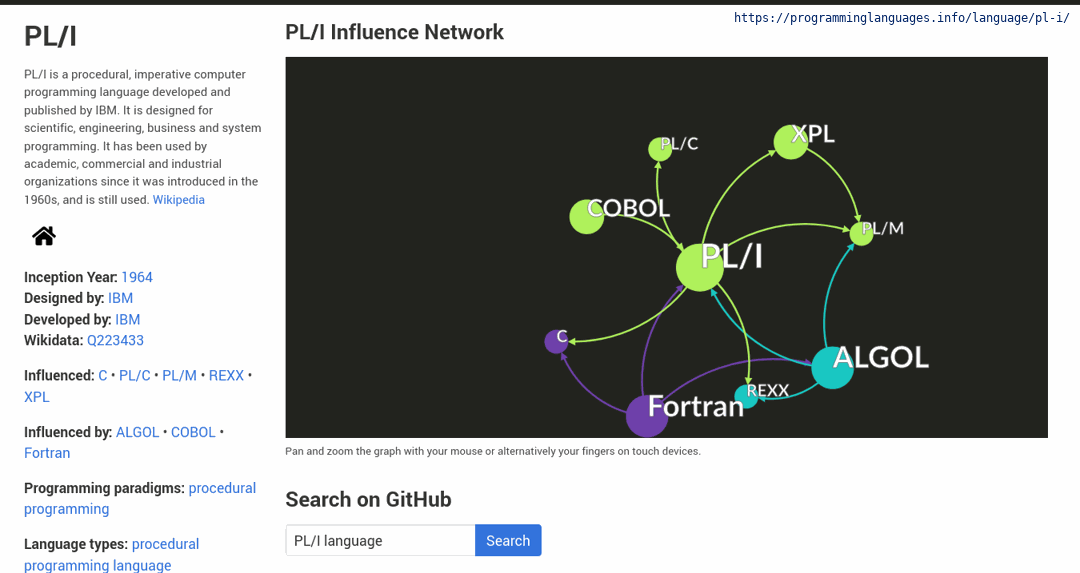 https://programminglanguages.info/language/pl-i/
PL/I
PL/I is a procedural, imperative computer
programming language developed and
published by IBM. It is designed for
scientific, engineering, business and system
programming. It has been used by
academic, commercial and industrial
organizations since it was introduced in the
1960s, and is still used. Wikipedia
Inception Year: 1964
Designed by: IBM
Developed by: IBM
Wikidata: Q223433
Influenced: C • PL/C • PL/M • REXX •
XPL
Influenced by: ALGOL • COBOL •
Fortran
Programming paradigms: procedural
programming
Language types: procedural
programming language
PL/I Influence Network
XPL
PL/C
COBOL
PL/M
PL/I
C
ALGOL
REXX
Fortran
Pan and zoom the graph with your mouse or alternatively your fingers on touch devices.
Search on GitHub
PL/I language
Search